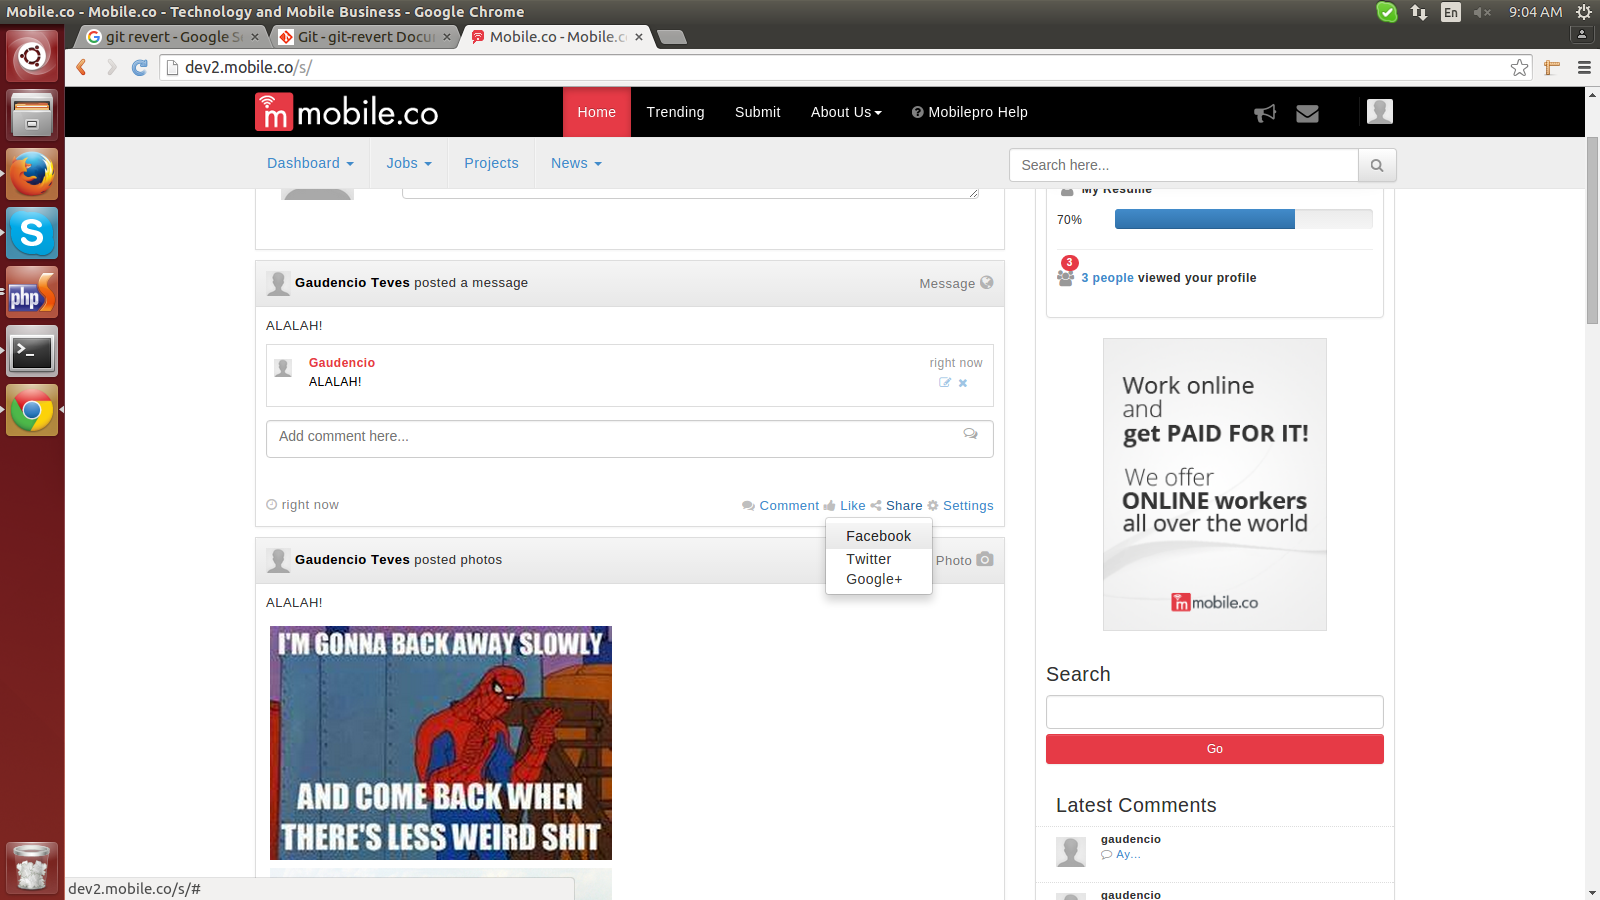 Mobile.co - Mobile.co - Technology and Mobile Business - Google Chrome
En
9:04 AM
git revert - Google Se
Git - git-revert Docu
Mobile.co - Mobile.c
dev2.mobile.co/s/
m mobile.co
Home
Trending
Submit
About Us
Mobilepro Help
Dashboard
Jobs
Projects
News
Search here...
My Resume
70%
3
3 people viewed your profile
Gaudencio Teves posted a message
Message
ALALAH!
Gaudencio
right now
ALALAH!
Add comment here...
right now
Comment
Like
Share
Settings
Facebook
Twitter
Google+
Gaudencio Teves posted photos
Photo
ALALAH!
I'M GONNA BACK AWAY SLOWLY
AND COME BACK WHEN
THERE'S LESS WEIRD SHIT
Work online
and
get PAID FOR IT!
We offer
ONLINE workers
all over the world
m mobile.co
Search
Go
Latest Comments
gaudencio
Ay...
gaudencio
dev2.mobile.co/s/#
S
php